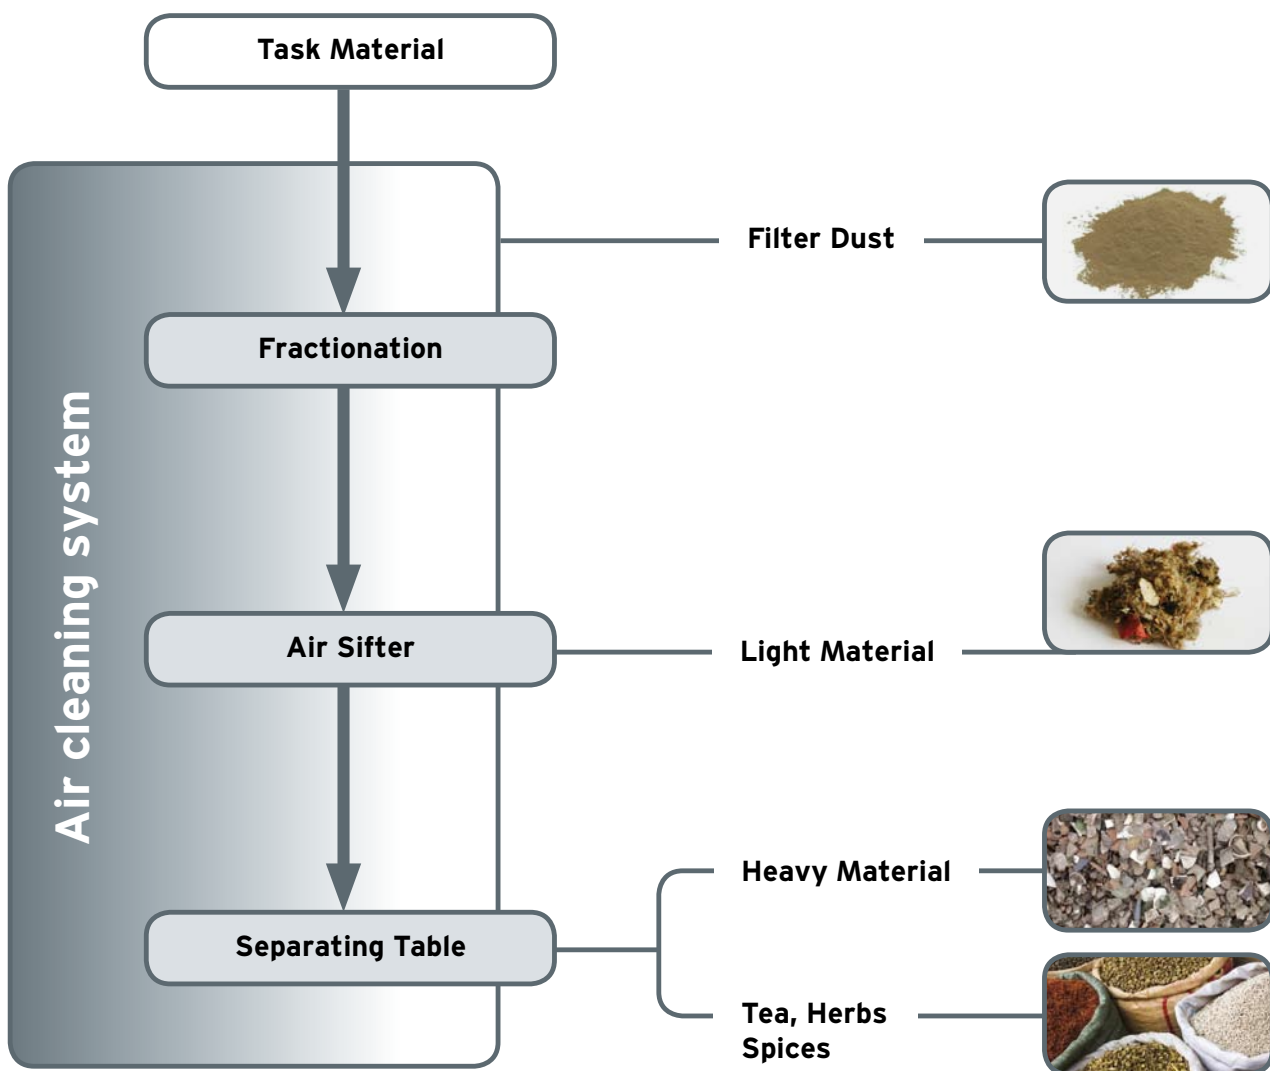 Task Material
Filter Dust
Fractionation
Air cleaning system
Air Sifter
Light Material
Heavy Material
Separating Table
Tea, Herbs
Spices